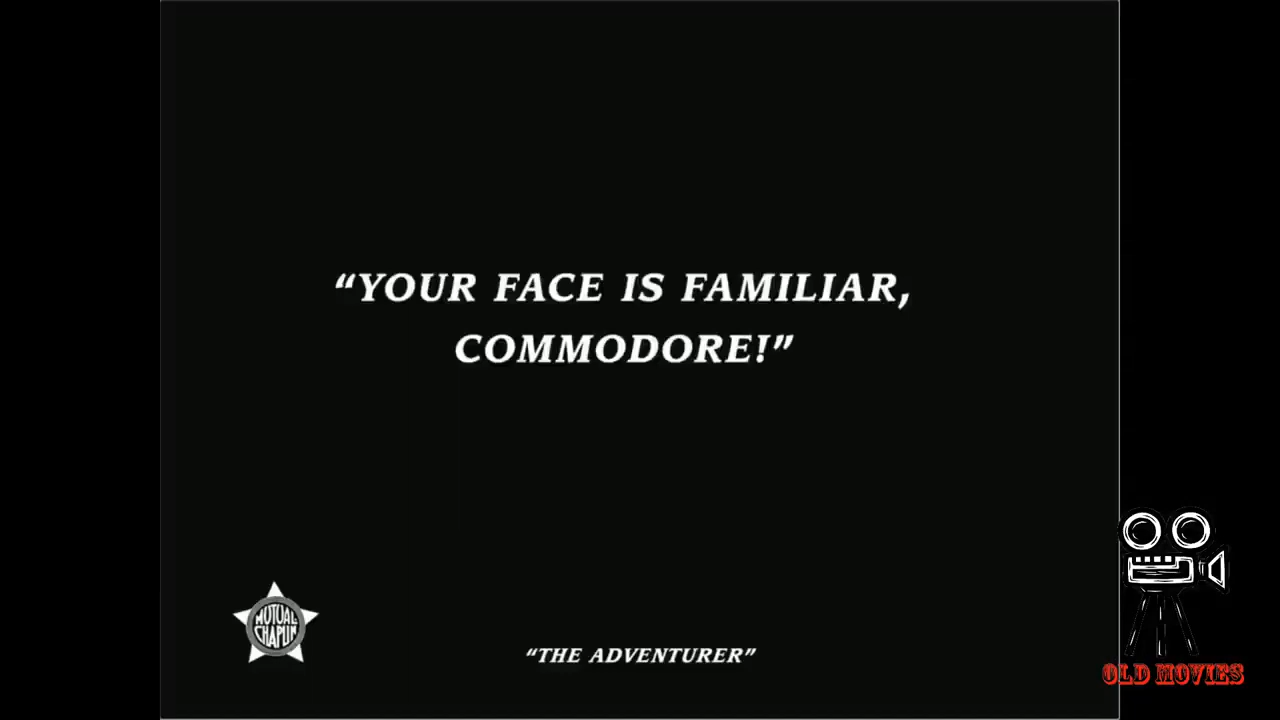 “YOUR FACE IS FAMILIAR,
COMMODORE!”
MUTUAL
CHAPLIN
“THE ADVENTURER”
OLD MOVIES